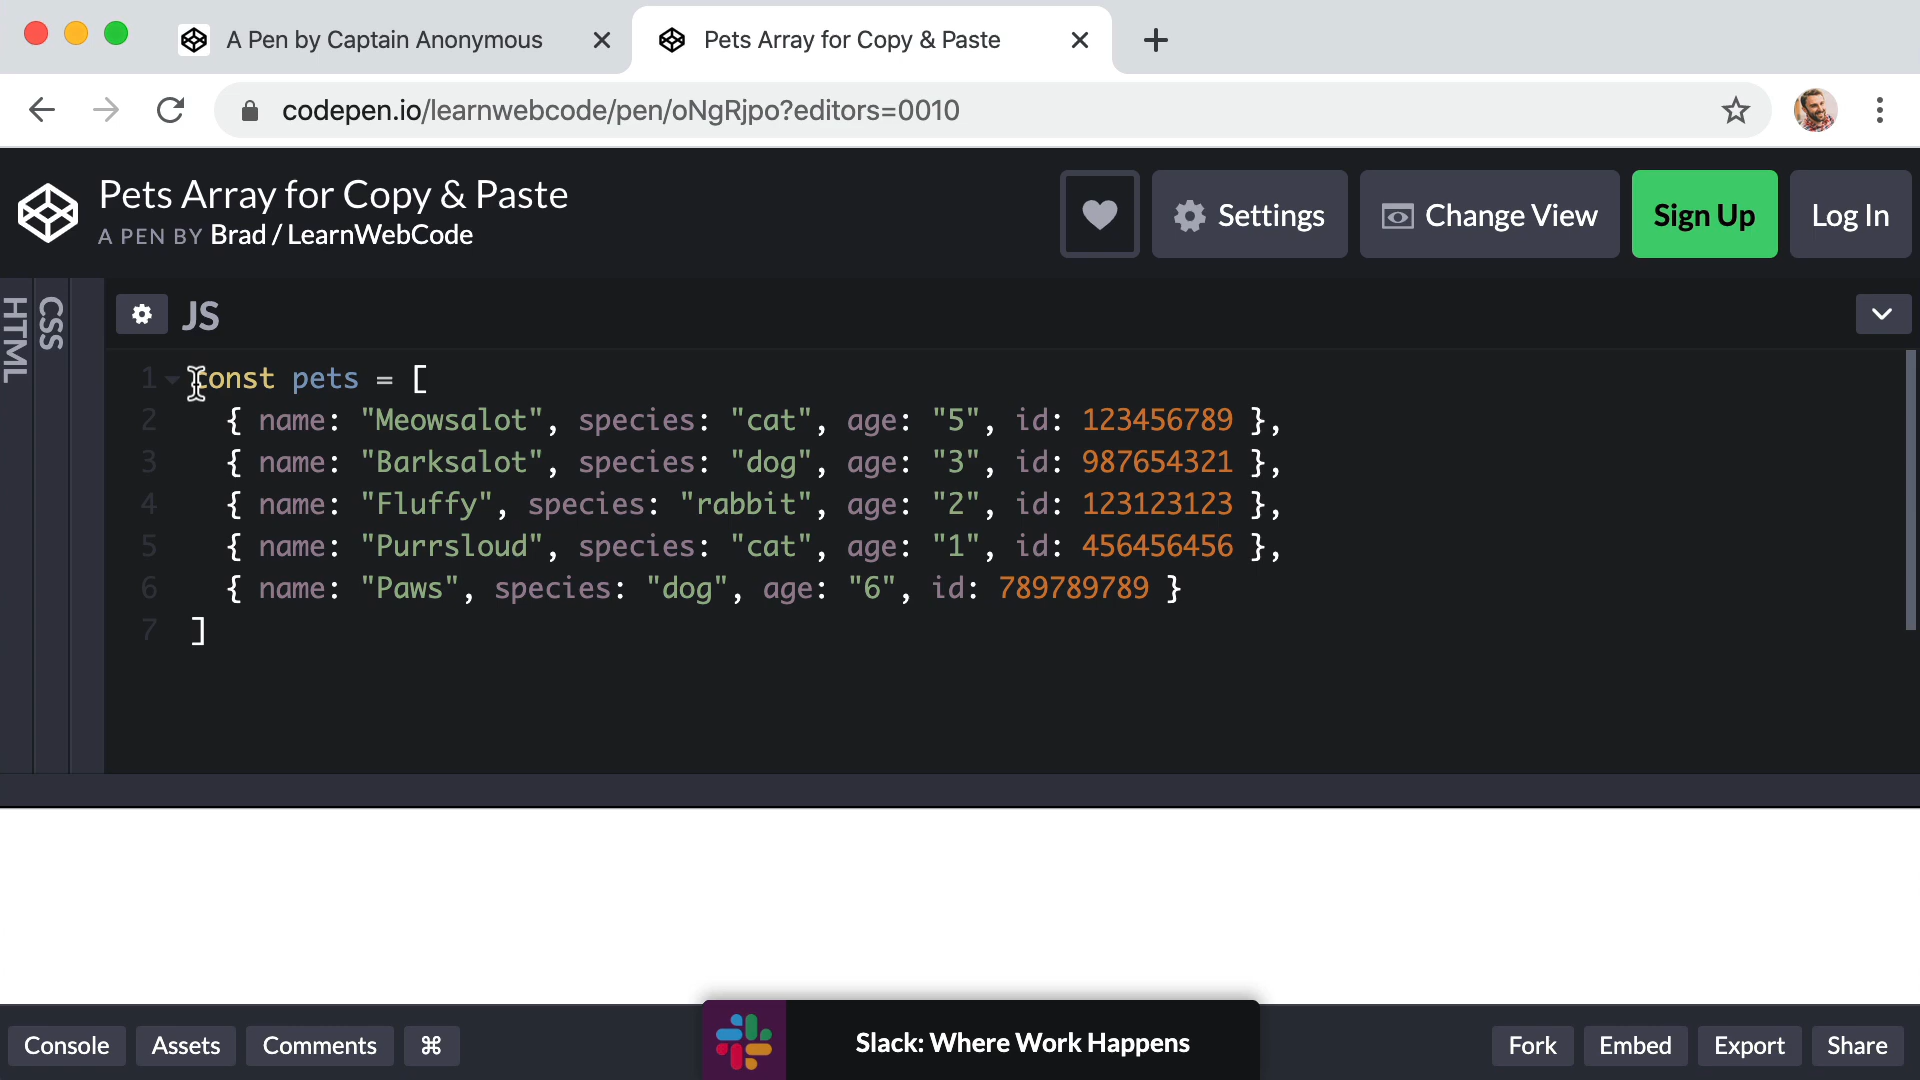 A Pen by Captain Anonymous
Pets Array for Copy & Paste
codepen.io/learnwebcode/pen/oNgRjpo?editors=0010
Pets Array for Copy & Paste
A PEN BY Brad / LearnWebCode
Settings
Change View
Sign Up
Log In
HTML
CSS
JS
1 const pets = [
2 { name: "Meowsalot", species: "cat", age: "5", id: 123456789 },
3 { name: "Barksalot", species: "dog", age: "3", id: 987654321 },
4 { name: "Fluffy", species: "rabbit", age: "2", id: 123123123 },
5 { name: "Purrsloud", species: "cat", age: "1", id: 456456456 },
6 { name: "Paws", species: "dog", age: "6", id: 789789789 }
7 ]
Console
Assets
Comments
⌘
Slack: Where Work Happens
Fork
Embed
Export
Share